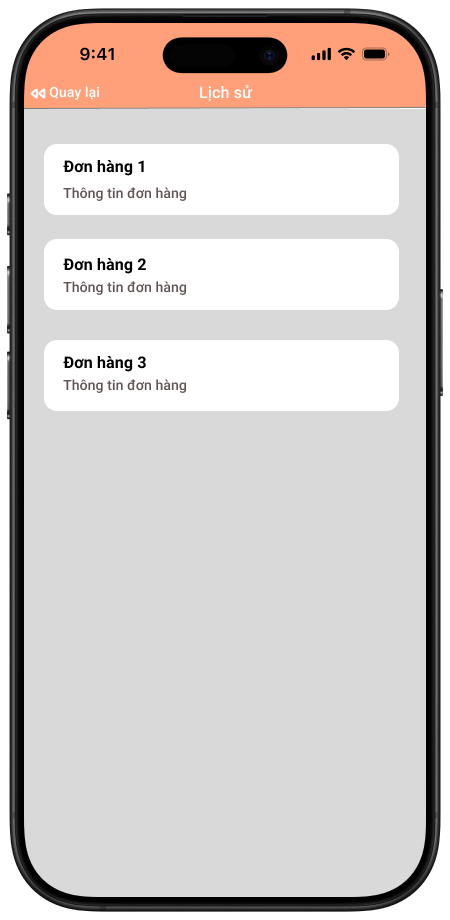 9:41
Quay lại
Lịch sử
Đơn hàng 1
Thông tin đơn hàng
Đơn hàng 2
Thông tin đơn hàng
Đơn hàng 3
Thông tin đơn hàng